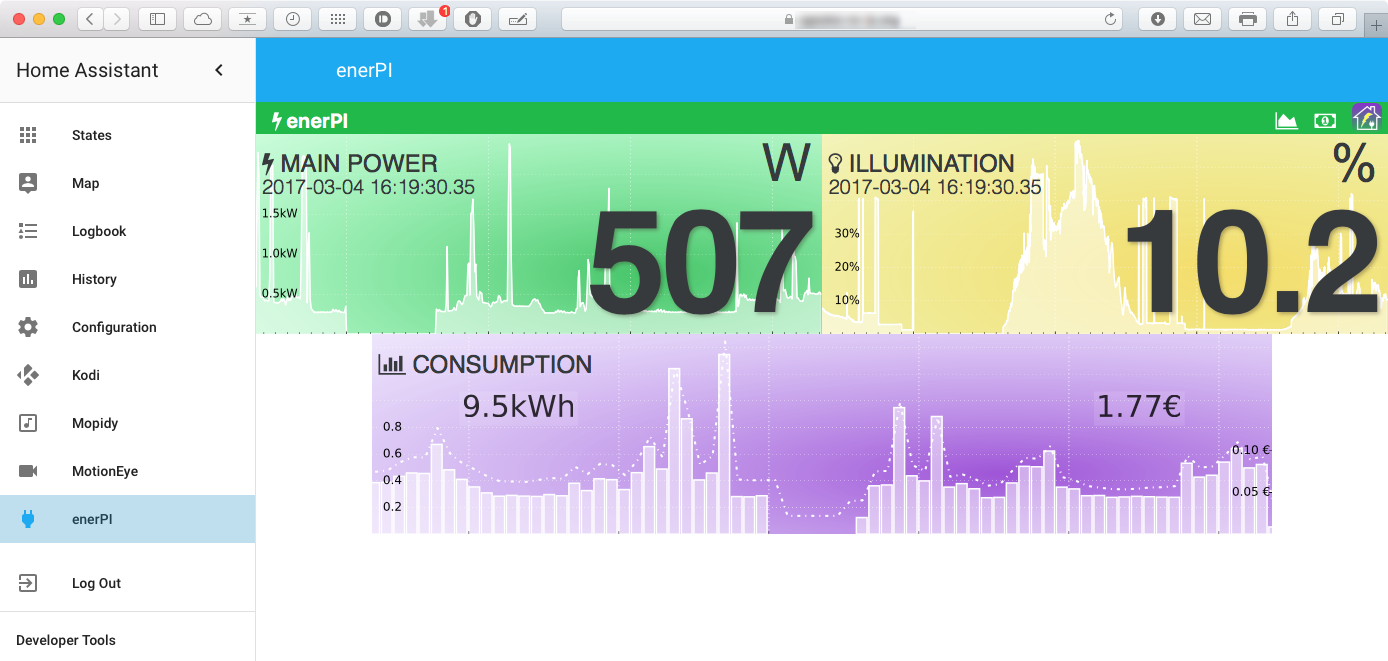 1
Home Assistant
enerPI
States
Map
Logbook
History
Configuration
Kodi
Mopidy
MotionEye
enerPI
Log Out
Developer Tools
enerPI
MAIN POWER
W
2017-03-04 16:19:30.35
507
1.5kW
1.0kW
0.5kW
ILLUMINATION
%
2017-03-04 16:19:30.35
10.2
30%
20%
10%
CONSUMPTION
9.5kWh
1.77€
0.8
0.6
0.4
0.2
0.10 €
0.05 €